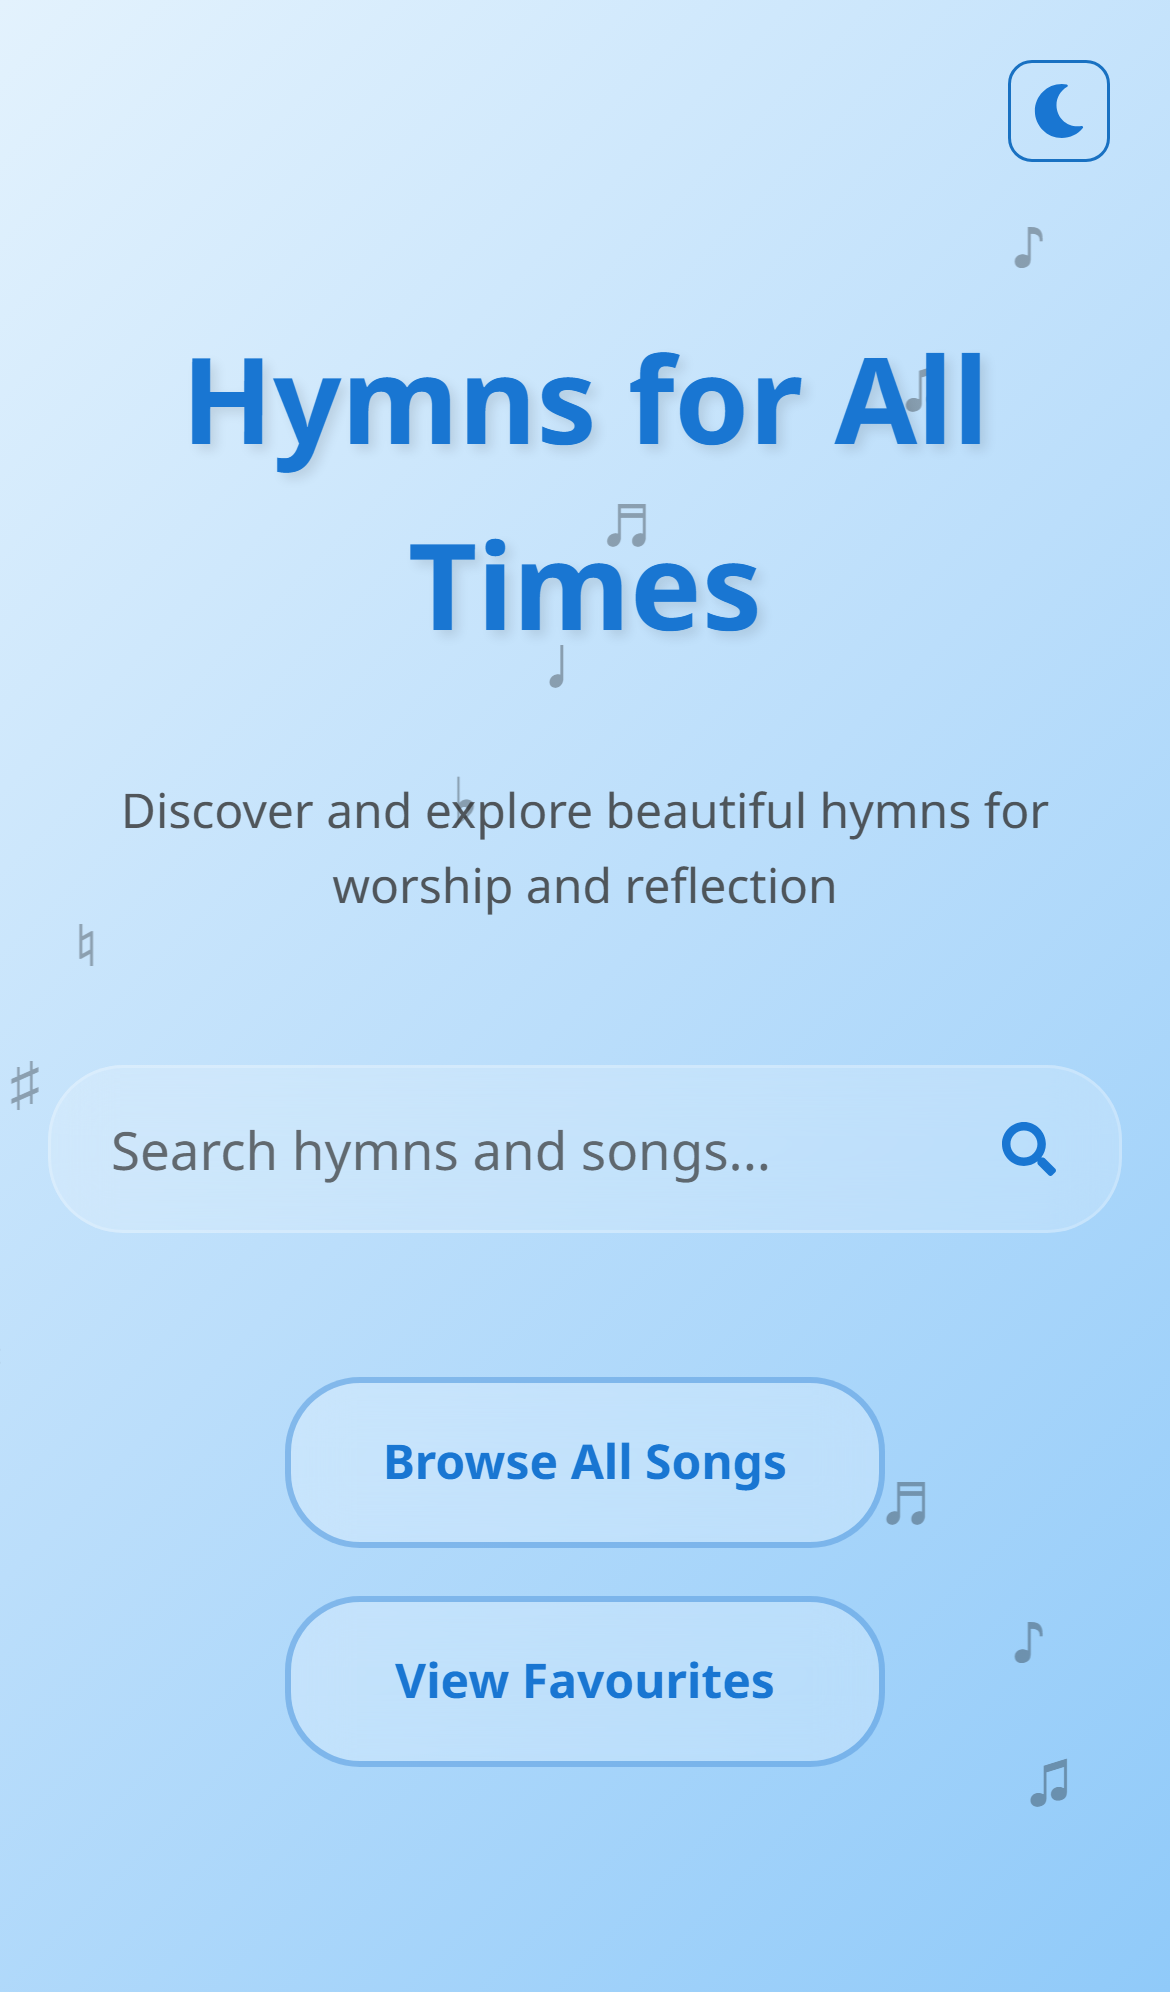 Hymns for All
Times
Discover and explore beautiful hymns for
worship and reflection
Search hymns and songs...
Browse All Songs
View Favourites